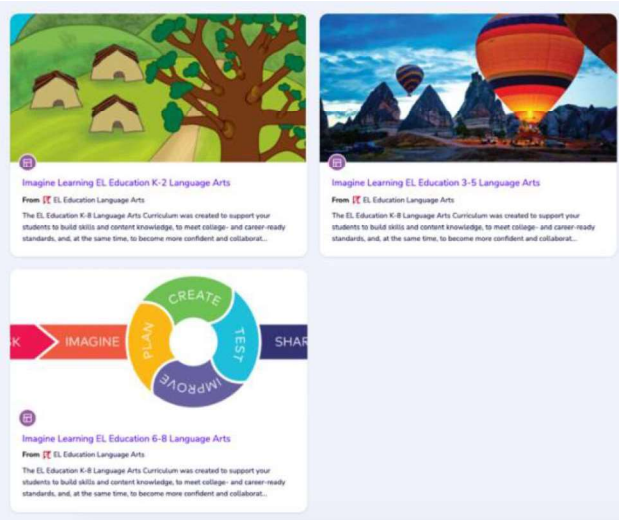 Imagine Learning EL Education K-2 Language Arts
From EL Education Language Arts
The EL Education K-8 Language Arts Curriculum was created to support your
students to build skills and content knowledge, to meet college- and career-ready
standards, and, at the same time, to become more confident and collaborat...
Imagine Learning EL Education 3-5 Language Arts
From EL Education Language Arts
The EL Education K-8 Language Arts Curriculum was created to support your
students to build skills and content knowledge, to meet college- and career-ready
standards, and, at the same time, to become more confident and collaborat...
SK
IMAGINE
PLAN
CREATE
TEST
IMPROVE
SHAR
Imagine Learning EL Education 6-8 Language Arts
From EL Education Language Arts
The EL Education K-8 Language Arts Curriculum was created to support your
students to build skills and content knowledge, to meet college- and career-ready
standards, and, at the same time, to become more confident and collaborat...